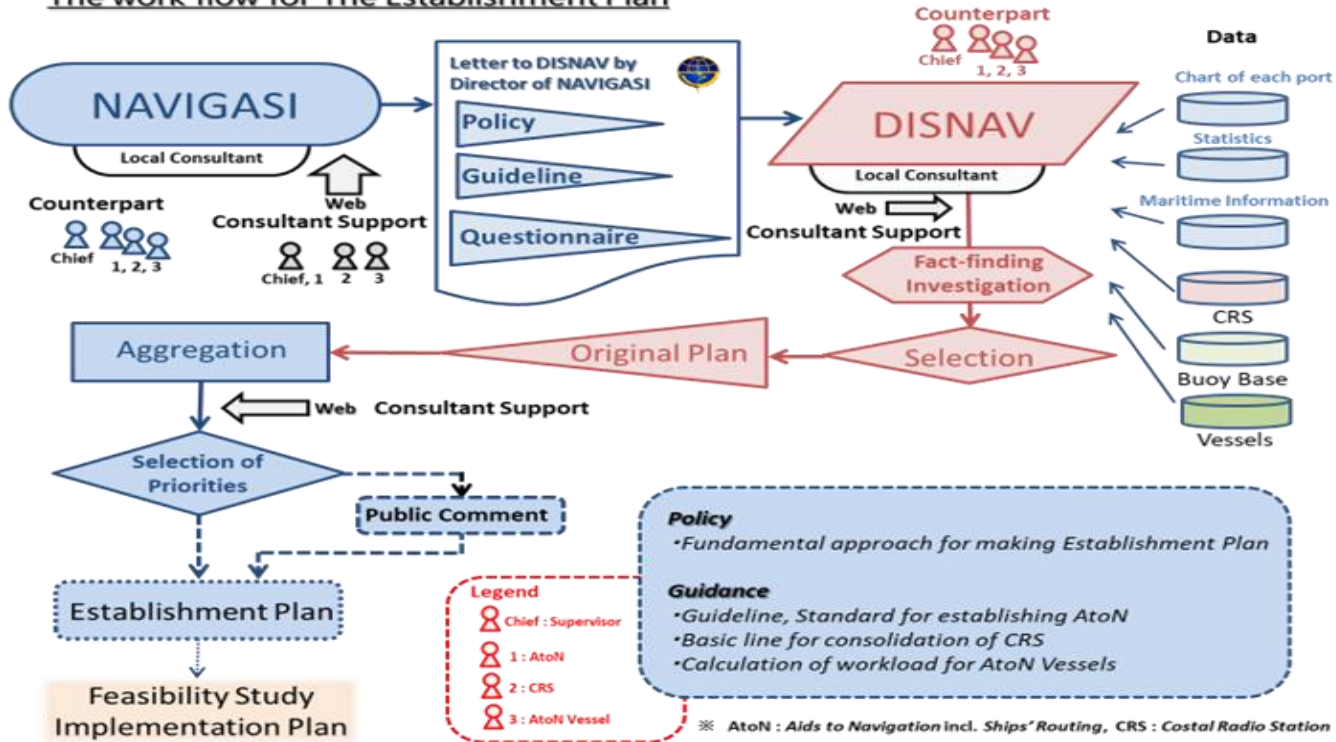 The work flow for The Establishment Plan
NAVIGASI
Local Consultant
Counterpart
Chief
1, 2, 3
Web
Consultant Support
Chief, 1 2 3
Letter to DISNAV by
Director of NAVIGASI
Policy
Guideline
Questionnaire
Counterpart
Chief
1, 2, 3
DISNAV
Local Consultant
Web
Consultant Support
Data
Chart of each port
Statistics
Maritime Information
CRS
Buoy Base
Vessels
Fact-finding
Investigation
Selection
Original Plan
Aggregation
Web Consultant Support
Selection of
Priorities
Public Comment
Establishment Plan
Feasibility Study
Implementation Plan
Legend
Chief : Supervisor
1 : AtoN
2 : CRS
3 : AtoN Vessel
Policy
・Fundamental approach for making Establishment Plan
Guidance
・Guideline, Standard for establishing AtoN
・Basic line for consolidation of CRS
・Calculation of workload for AtoN Vessels
※ AtoN : Aids to Navigation incl. Ships' Routing, CRS : Costal Radio Station